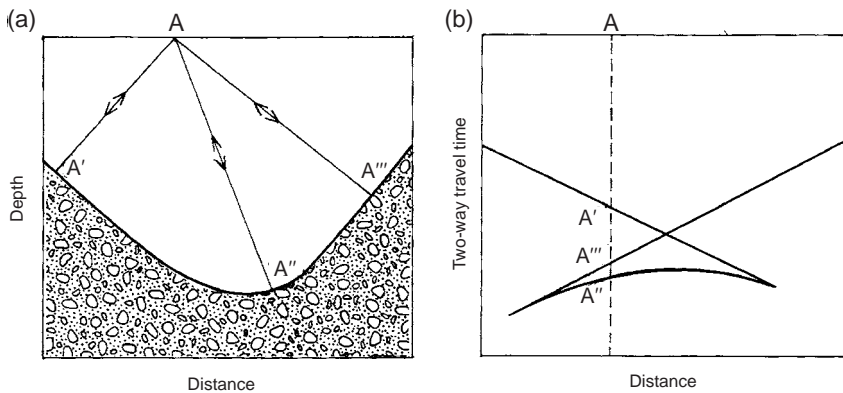 (a)
A
A′
A‴
A″
Depth
Distance
(b)
A
A′
A‴
A″
Two-way travel time
Distance